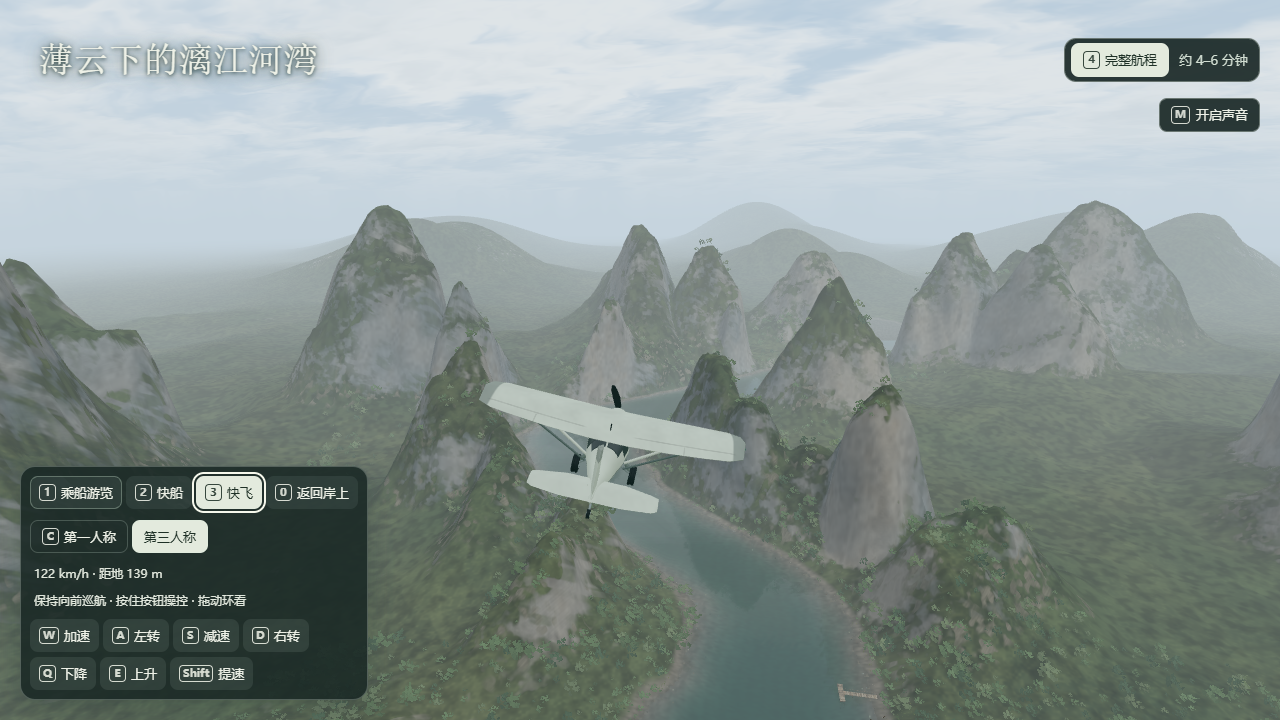 薄云下的漓江河湾
4 完整航程 约 4–6 分钟
M 开启声音
1 乘船游览 2 快船 3 快飞 0 返回岸上
C 第一人称 第三人称
122 km/h · 距地 139 m
保持向前巡航 · 按住按钮操控 · 拖动环看
W 加速 A 左转 S 减速 D 右转
Q 下降 E 上升 Shift 提速